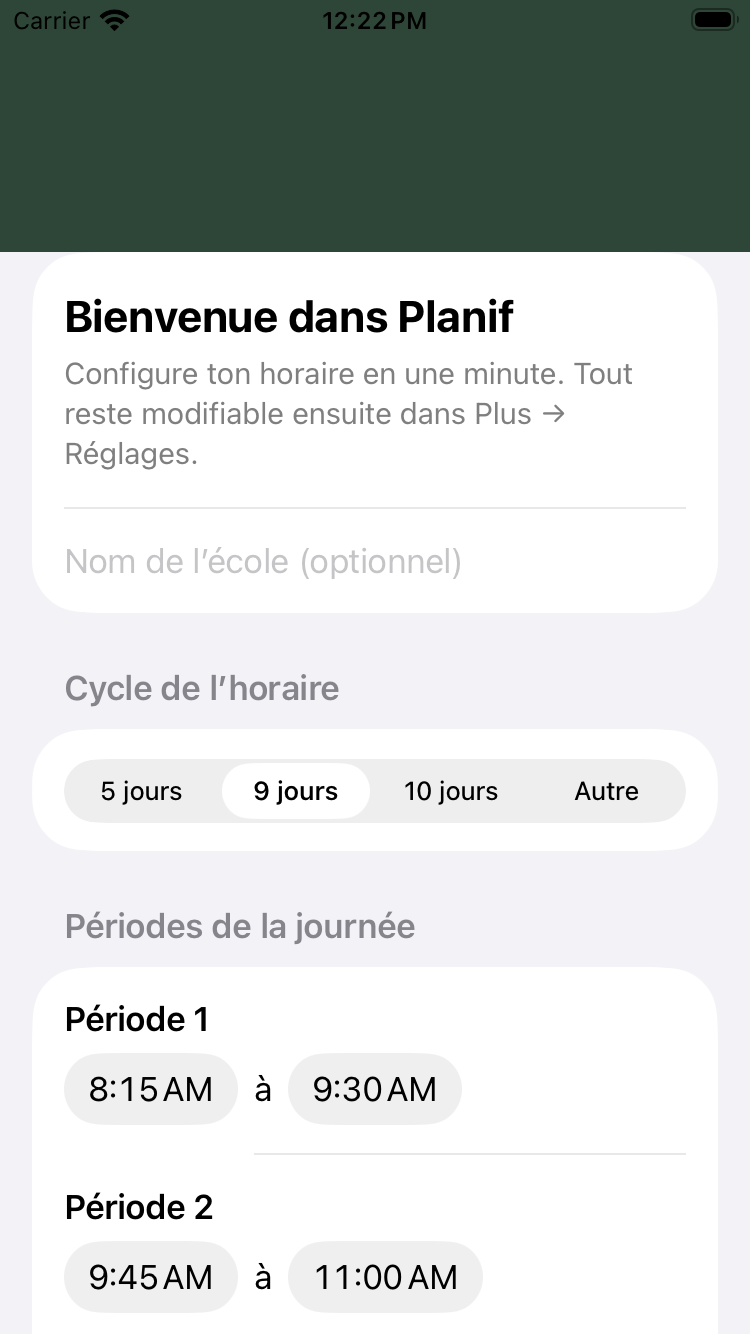 Carrier 12:22 PM
Bienvenue dans Planif
Configure ton horaire en une minute. Tout
reste modifiable ensuite dans Plus →
Réglages.
Nom de l’école (optionnel)
Cycle de l’horaire
5 jours 9 jours 10 jours Autre
Périodes de la journée
Période 1
8:15 AM à 9:30 AM
Période 2
9:45 AM à 11:00 AM